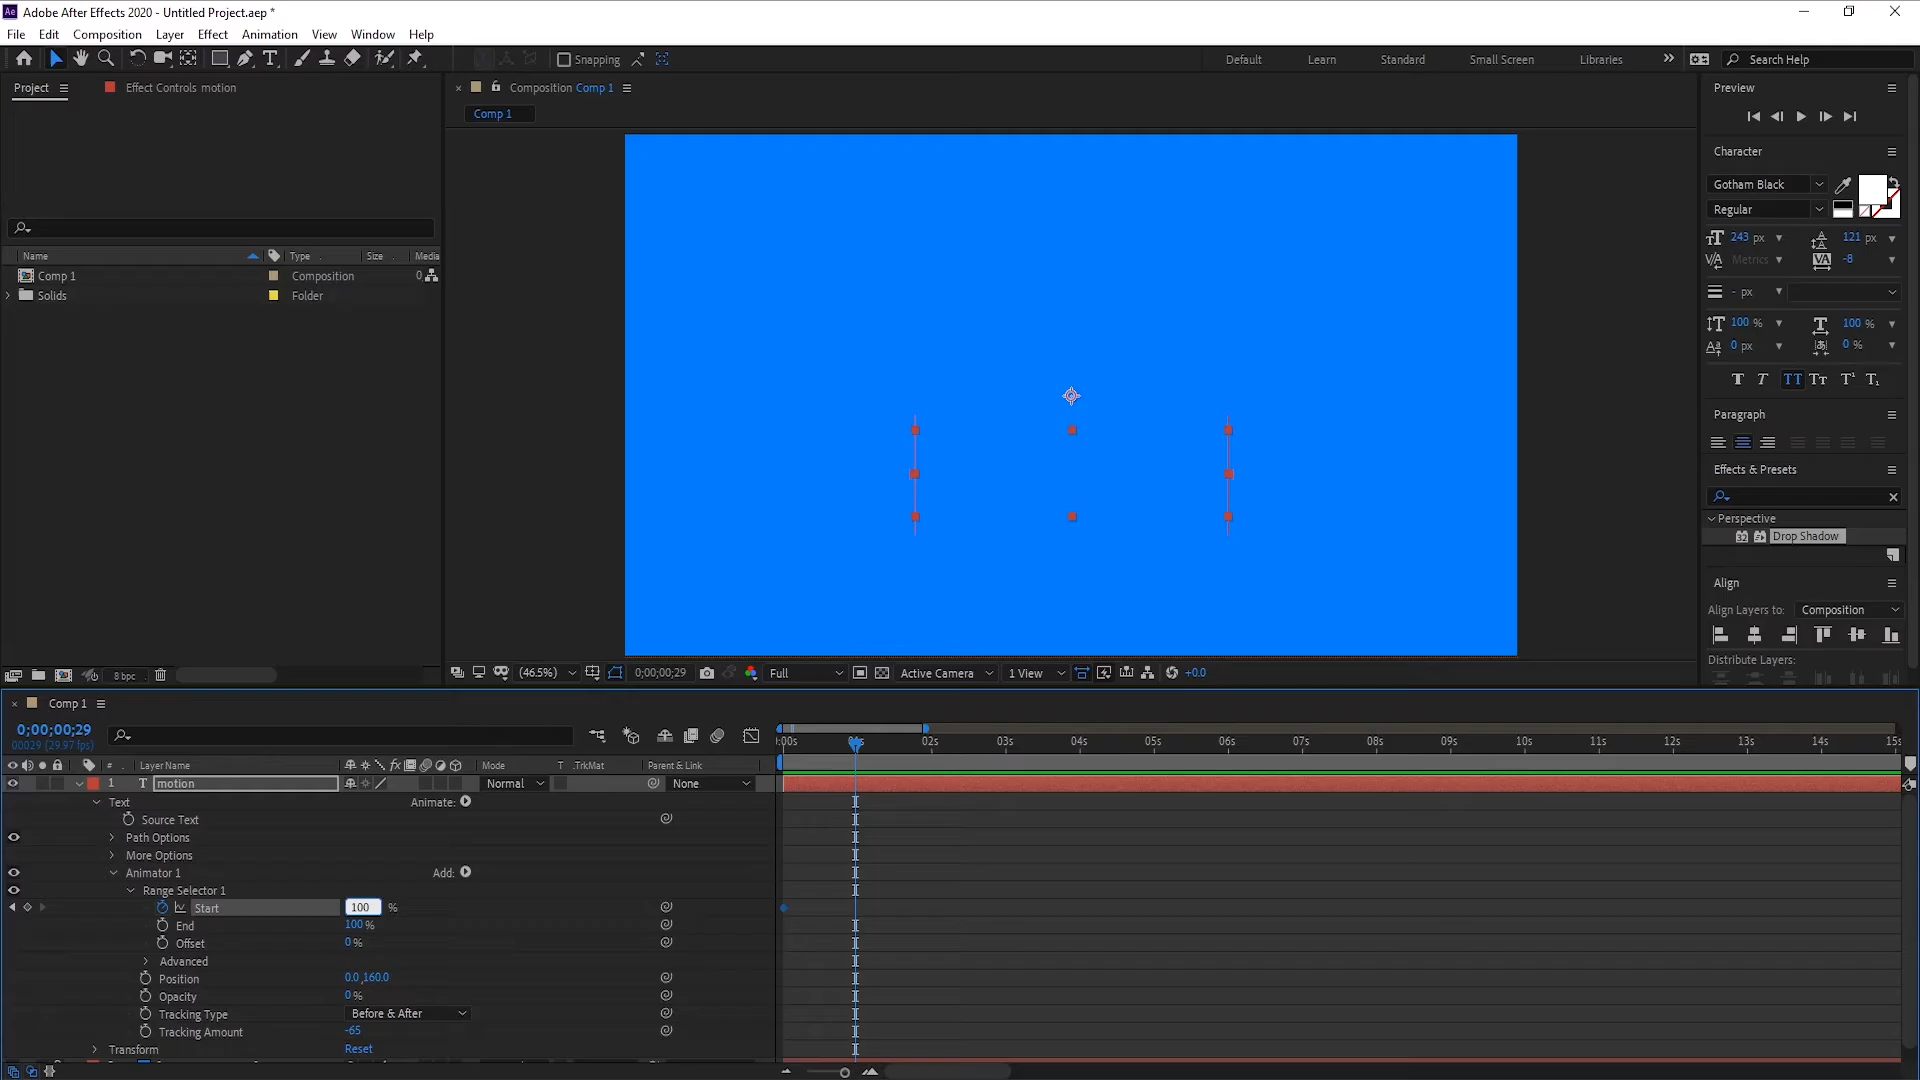 Adobe After Effects 2020 - Untitled Project.aep *
File Edit Composition Layer Effect Animation View Window Help
Snapping Default Learn Standard Small Screen Libraries Search Help
Project Effect Controls motion
Composition Comp 1
Comp 1
Name Type Size Media
Comp 1 Composition 0
Solids Folder
8 bpc
(46.5%) 0;00;00;29 Full Active Camera 1 View +0.0
Preview
Character
Gotham Black
Regular
243 px 121 px
Metrics -8
- px
100 % 100 %
0 px 0 %
Paragraph
Effects & Presets
Perspective
32 Drop Shadow
Align
Align Layers to: Composition
Distribute Layers:
Comp 1
0;00;00;29
00029 (29.97 fps)
:00s 02s 03s 04s 05s 06s 07s 08s 09s 10s 11s 12s 13s 14s 15s
# Layer Name fx Mode T .TrkMat Parent & Link
1 T motion Normal None
Text Animate:
Source Text
Path Options
More Options
Animator 1 Add:
Range Selector 1
Start 100 %
End 100 %
Offset 0 %
Advanced
Position 0.0,160.0
Opacity 0 %
Tracking Type Before & After
Tracking Amount -65
Transform Reset